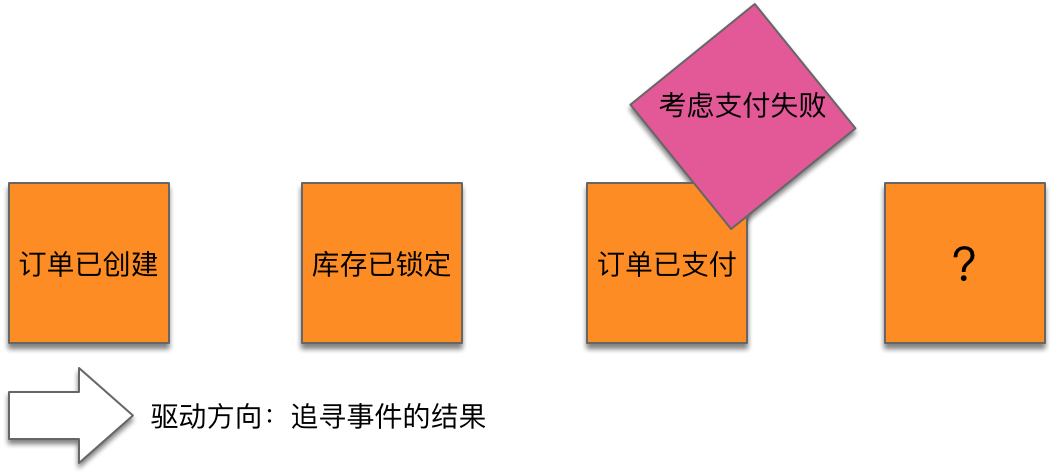 考虑支付失败
订单已创建
库存已锁定
订单已支付
？
驱动方向：追寻事件的结果